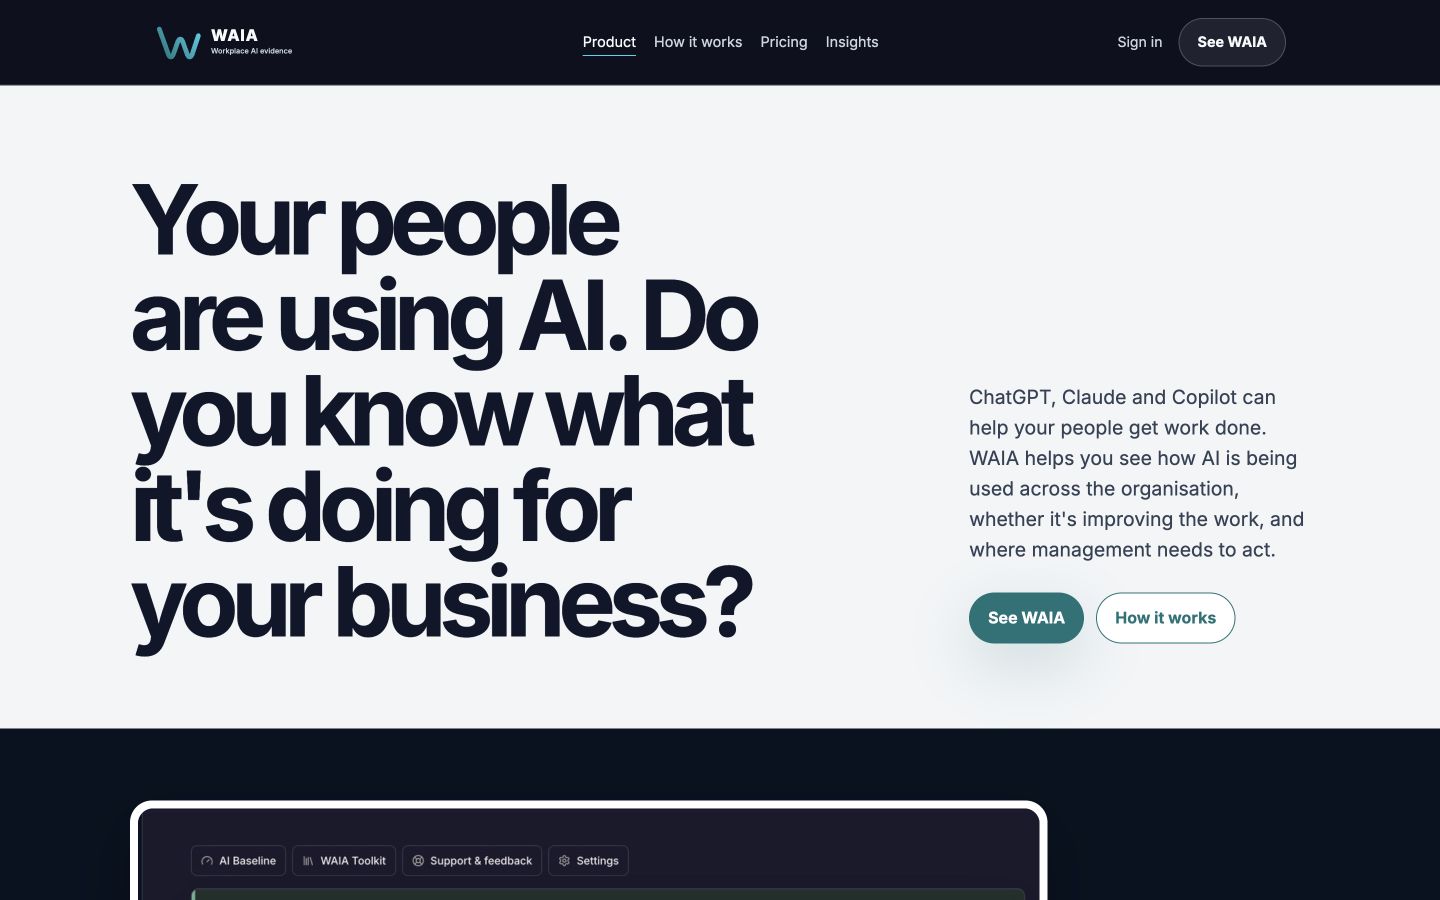 WAIA
Workplace AI evidence
Product
How it works
Pricing
Insights
Sign in
See WAIA
Your people
are using AI. Do
you know what
it's doing for
your business?
ChatGPT, Claude and Copilot can
help your people get work done.
WAIA helps you see how AI is being
used across the organisation,
whether it's improving the work, and
where management needs to act.
See WAIA
How it works
AI Baseline
WAIA Toolkit
Support & feedback
Settings